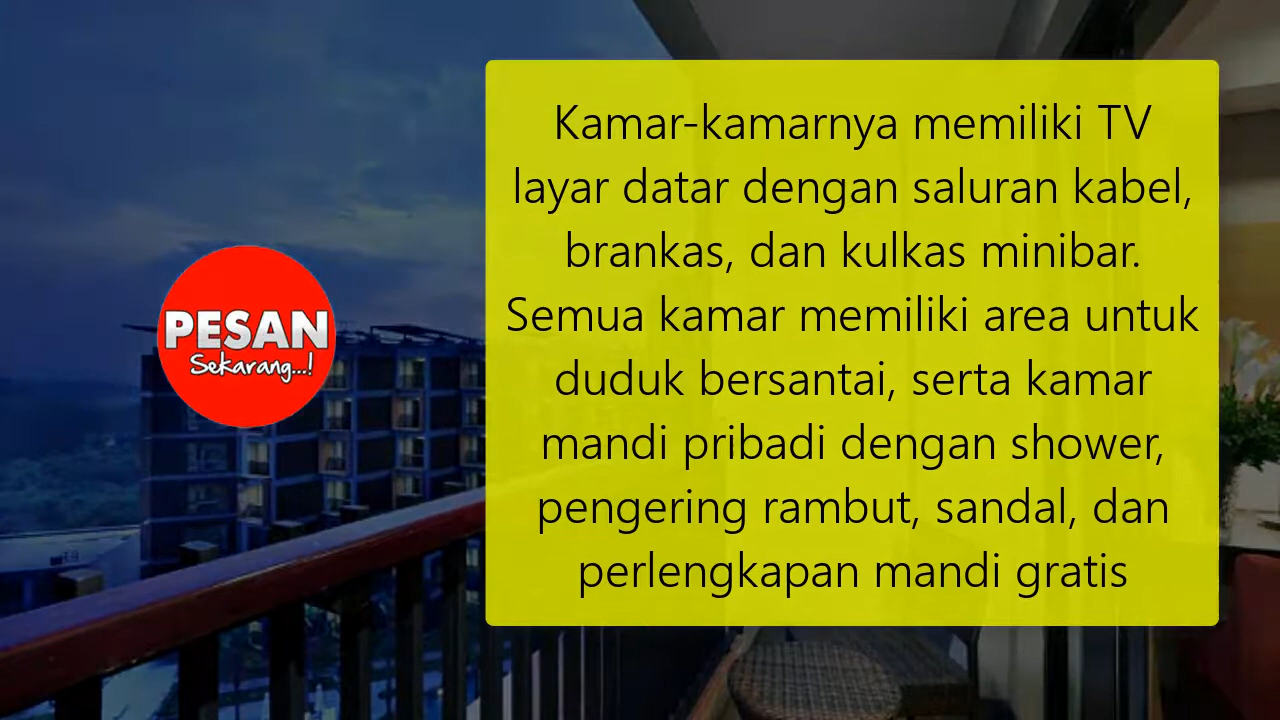 PESAN
Sekarang...!
Kamar-kamarnya memiliki TV
layar datar dengan saluran kabel,
brankas, dan kulkas minibar.
Semua kamar memiliki area untuk
duduk bersantai, serta kamar
mandi pribadi dengan shower,
pengering rambut, sandal, dan
perlengkapan mandi gratis